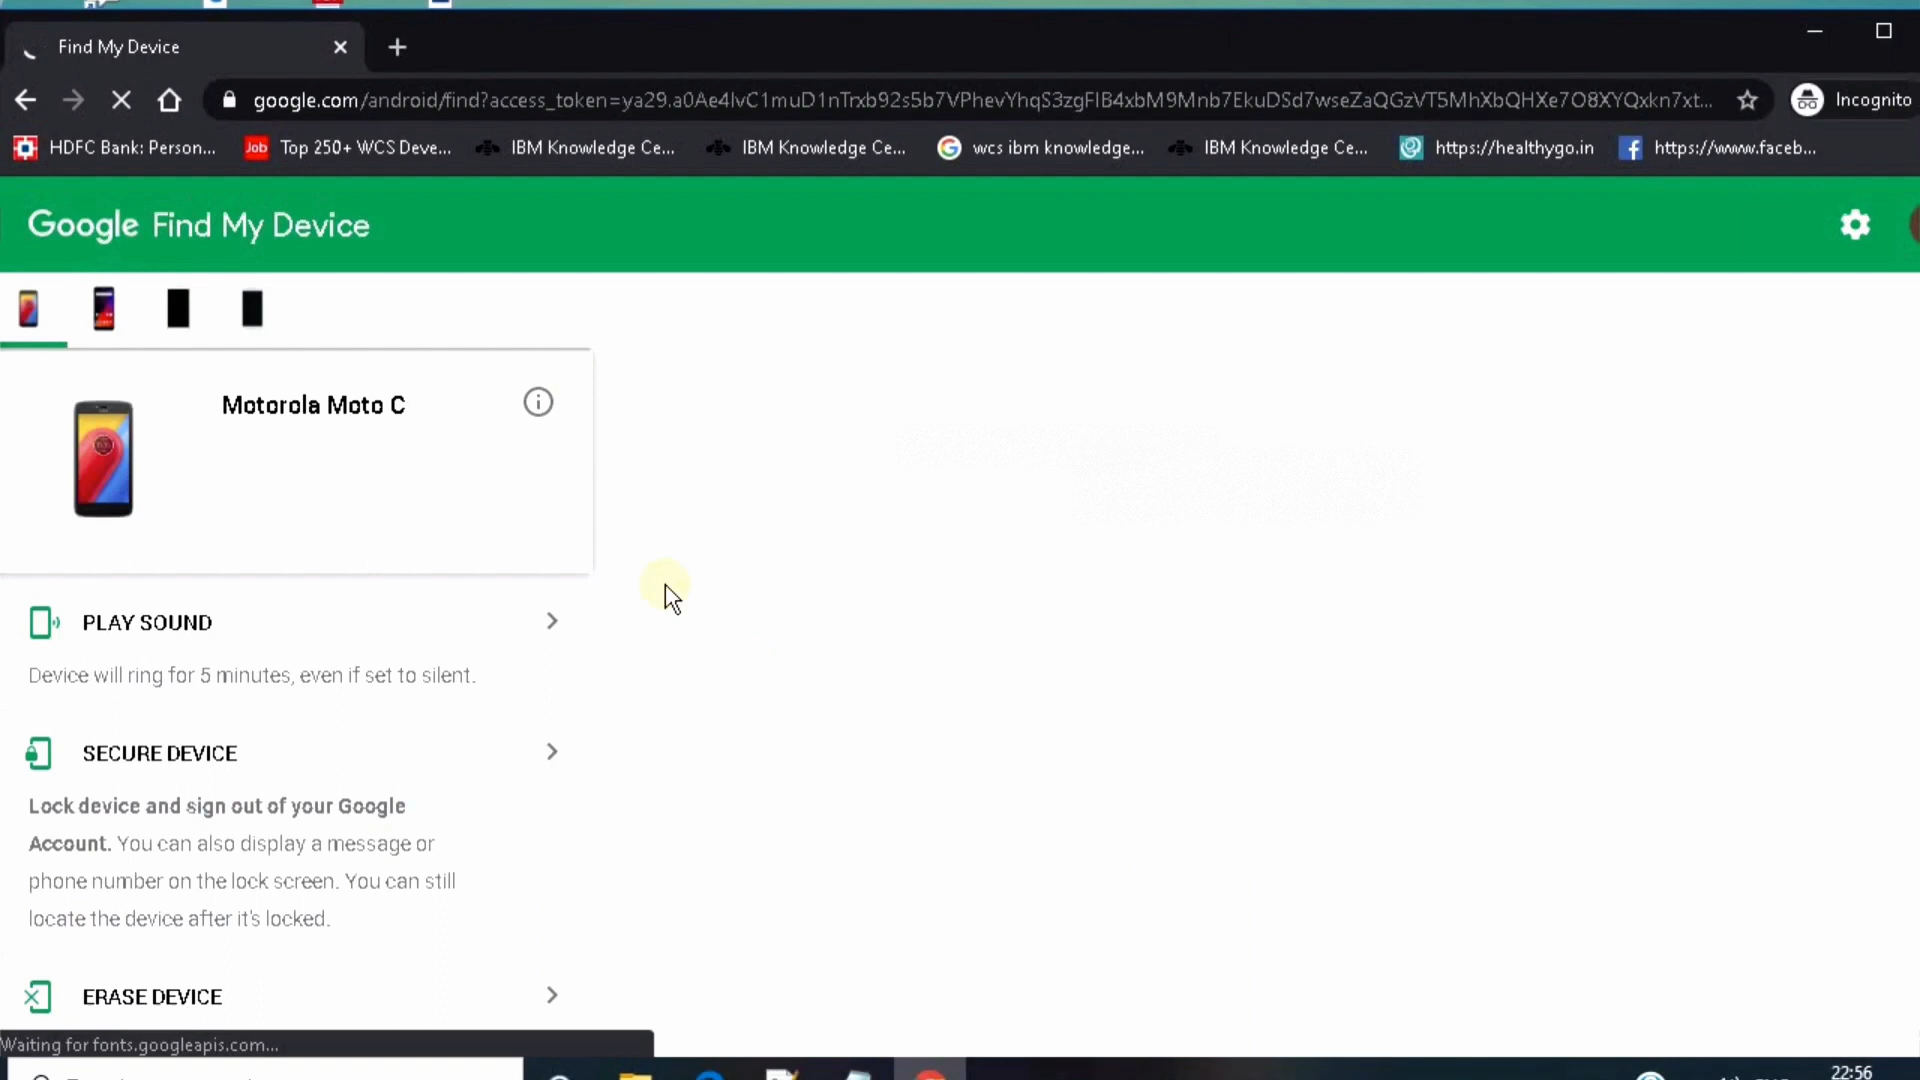 Find My Device
google.com/android/find?access_token=ya29.a0Ae4lvC1muD1nTrxb92s5b7VPhevYhqS3zgFIB4xbM9Mnb7EkuDSd7wseZaQGzVT5MhXbQHXe7O8XYQxkn7xt... Incognito
HDFC Bank: Person... Job Top 250+ WCS Deve... IBM Knowledge Ce... IBM Knowledge Ce... wcs ibm knowledge... IBM Knowledge Ce... https://healthygo.in https://www.faceb...
Google Find My Device
Motorola Moto C
PLAY SOUND
Device will ring for 5 minutes, even if set to silent.
SECURE DEVICE
Lock device and sign out of your Google
Account. You can also display a message or
phone number on the lock screen. You can still
locate the device after it's locked.
ERASE DEVICE
Waiting for fonts.googleapis.com...
22:56